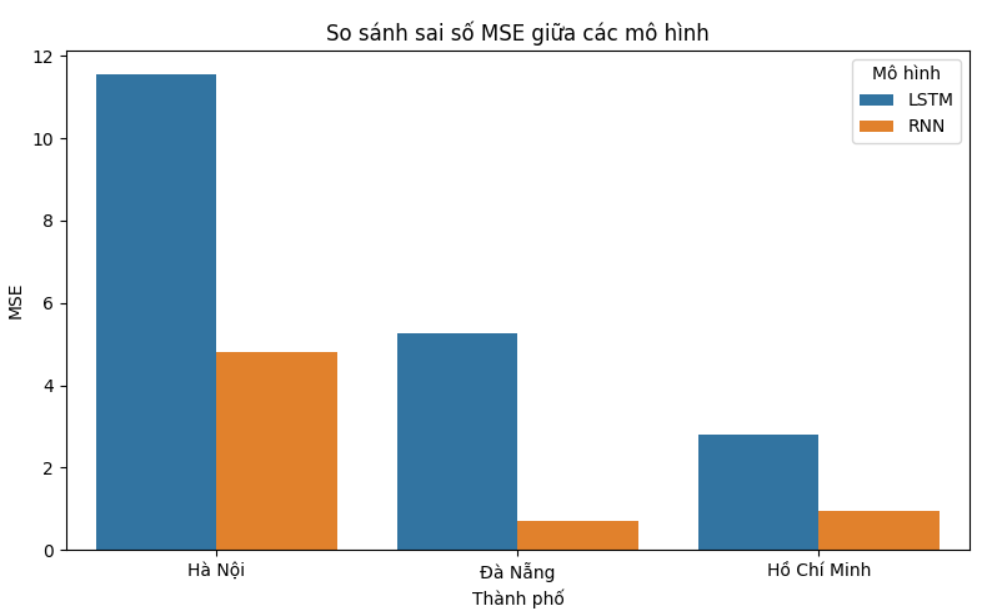 So sánh sai số MSE giữa các mô hình
Mô hình
LSTM
RNN
MSE
12
10
8
6
4
2
0
Hà Nội
Đà Nẵng
Hồ Chí Minh
Thành phố